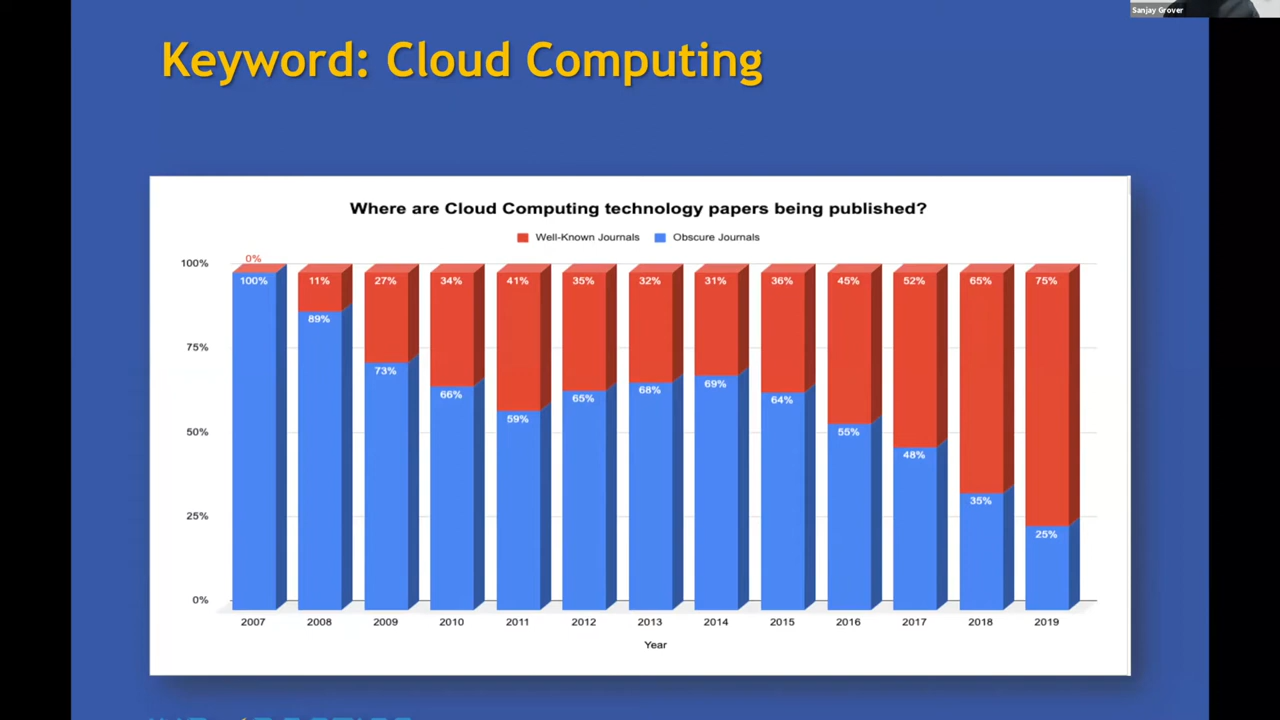 Sanjay Grover
Keyword: Cloud Computing
Where are Cloud Computing technology papers being published?
Well-Known Journals Obscure Journals
100%
75%
50%
25%
0%
0% 11% 27% 34% 41% 35% 32% 31% 36% 45% 52% 65% 75%
100% 89% 73% 66% 59% 65% 68% 69% 64% 55% 48% 35% 25%
2007 2008 2009 2010 2011 2012 2013 2014 2015 2016 2017 2018 2019
Year